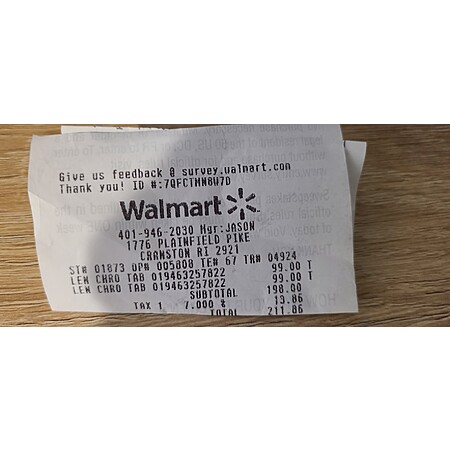 Give us feedback @ survey.walmart.com
Thank you! ID #:7QFCTMN8W7D
Walmart
401-946-2030 Mgr:JASON
1776 PLAINFIELD PIKE
CRANSTON RI 2921
ST# 01873 OP# 005008 TE# 67 TR# 04924
LEN CHRO TAB 019463257822 99.00 T
LEN CHRO TAB 019463257822 99.00 T
SUBTOTAL 198.00
TAX 1 7.000 % 13.86
TOTAL 211.86